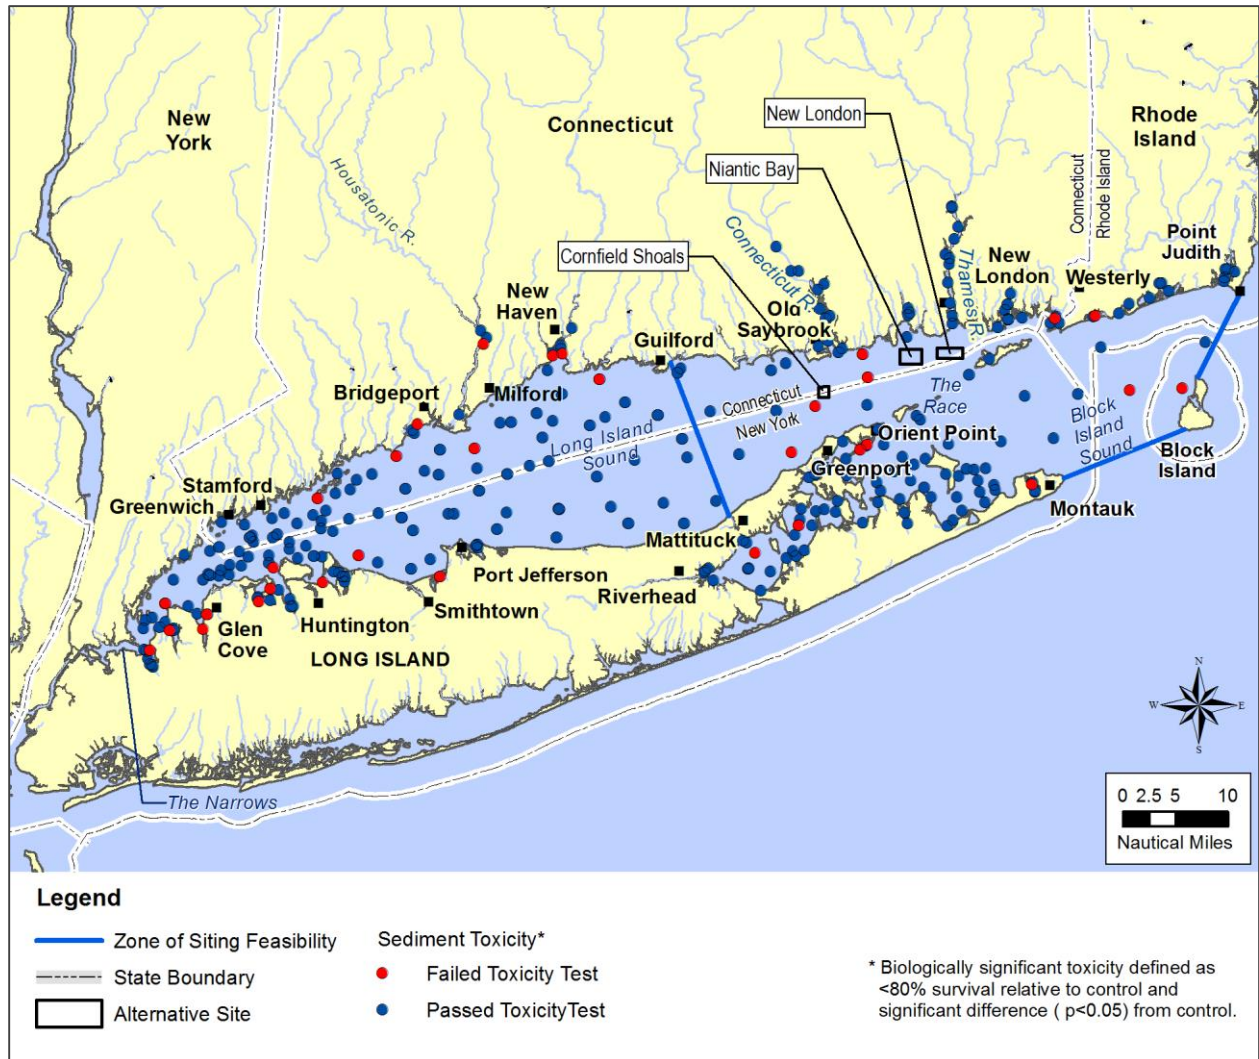 New
York
Connecticut
New London
Rhode
Island
Niantic Bay
Connecticut
Rhode Island
Housatonic R.
Cornfield Shoals
Connecticut R.
Thames R.
Point
Judith
New
London
Westerly
New
Haven
Old
Saybrook
Guilford
Bridgeport
Milford
Connecticut
New York
The
Race
Long Island
Sound
Block
Island
Sound
Orient Point
Block
Island
Greenport
Stamford
Greenwich
Montauk
Mattituck
Port Jefferson
Riverhead
Smithtown
Huntington
Glen
Cove
LONG ISLAND
The Narrows
N
W
E
S
0 2.5 5 10
Nautical Miles
Legend
Zone of Siting Feasibility
State Boundary
Alternative Site
Sediment Toxicity*
Failed Toxicity Test
Passed ToxicityTest
* Biologically significant toxicity defined as
<80% survival relative to control and
significant difference ( p<0.05) from control.